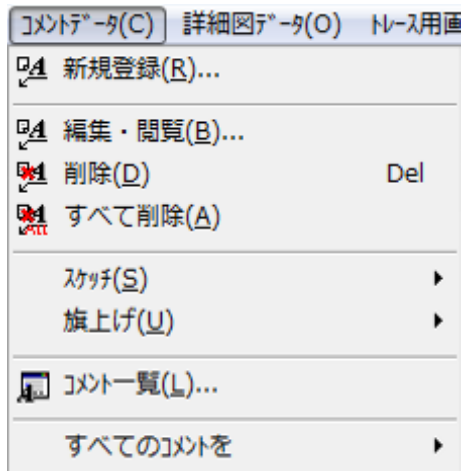 ｺﾒﾝﾄﾃﾞｰﾀ(C) 詳細図ﾃﾞｰﾀ(O) ﾄﾚｰｽ用画
新規登録(R)...
編集・閲覧(B)...
削除(D) Del
すべて削除(A)
ｽｹｯﾁ(S)
旗上げ(U)
ｺﾒﾝﾄ一覧(L)...
すべてのｺﾒﾝﾄを